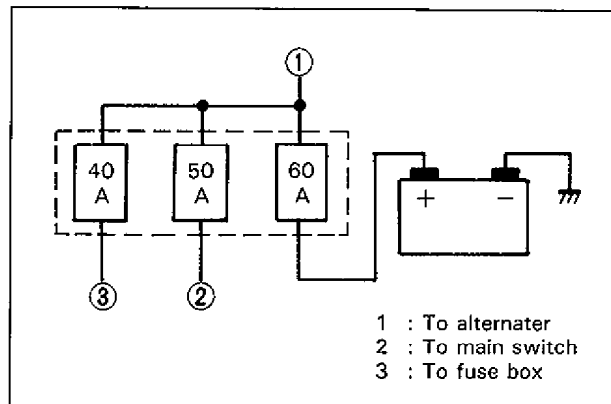 ①
40 A
50 A
60 A
+ −
③
②
1 : To alternater
2 : To main switch
3 : To fuse box